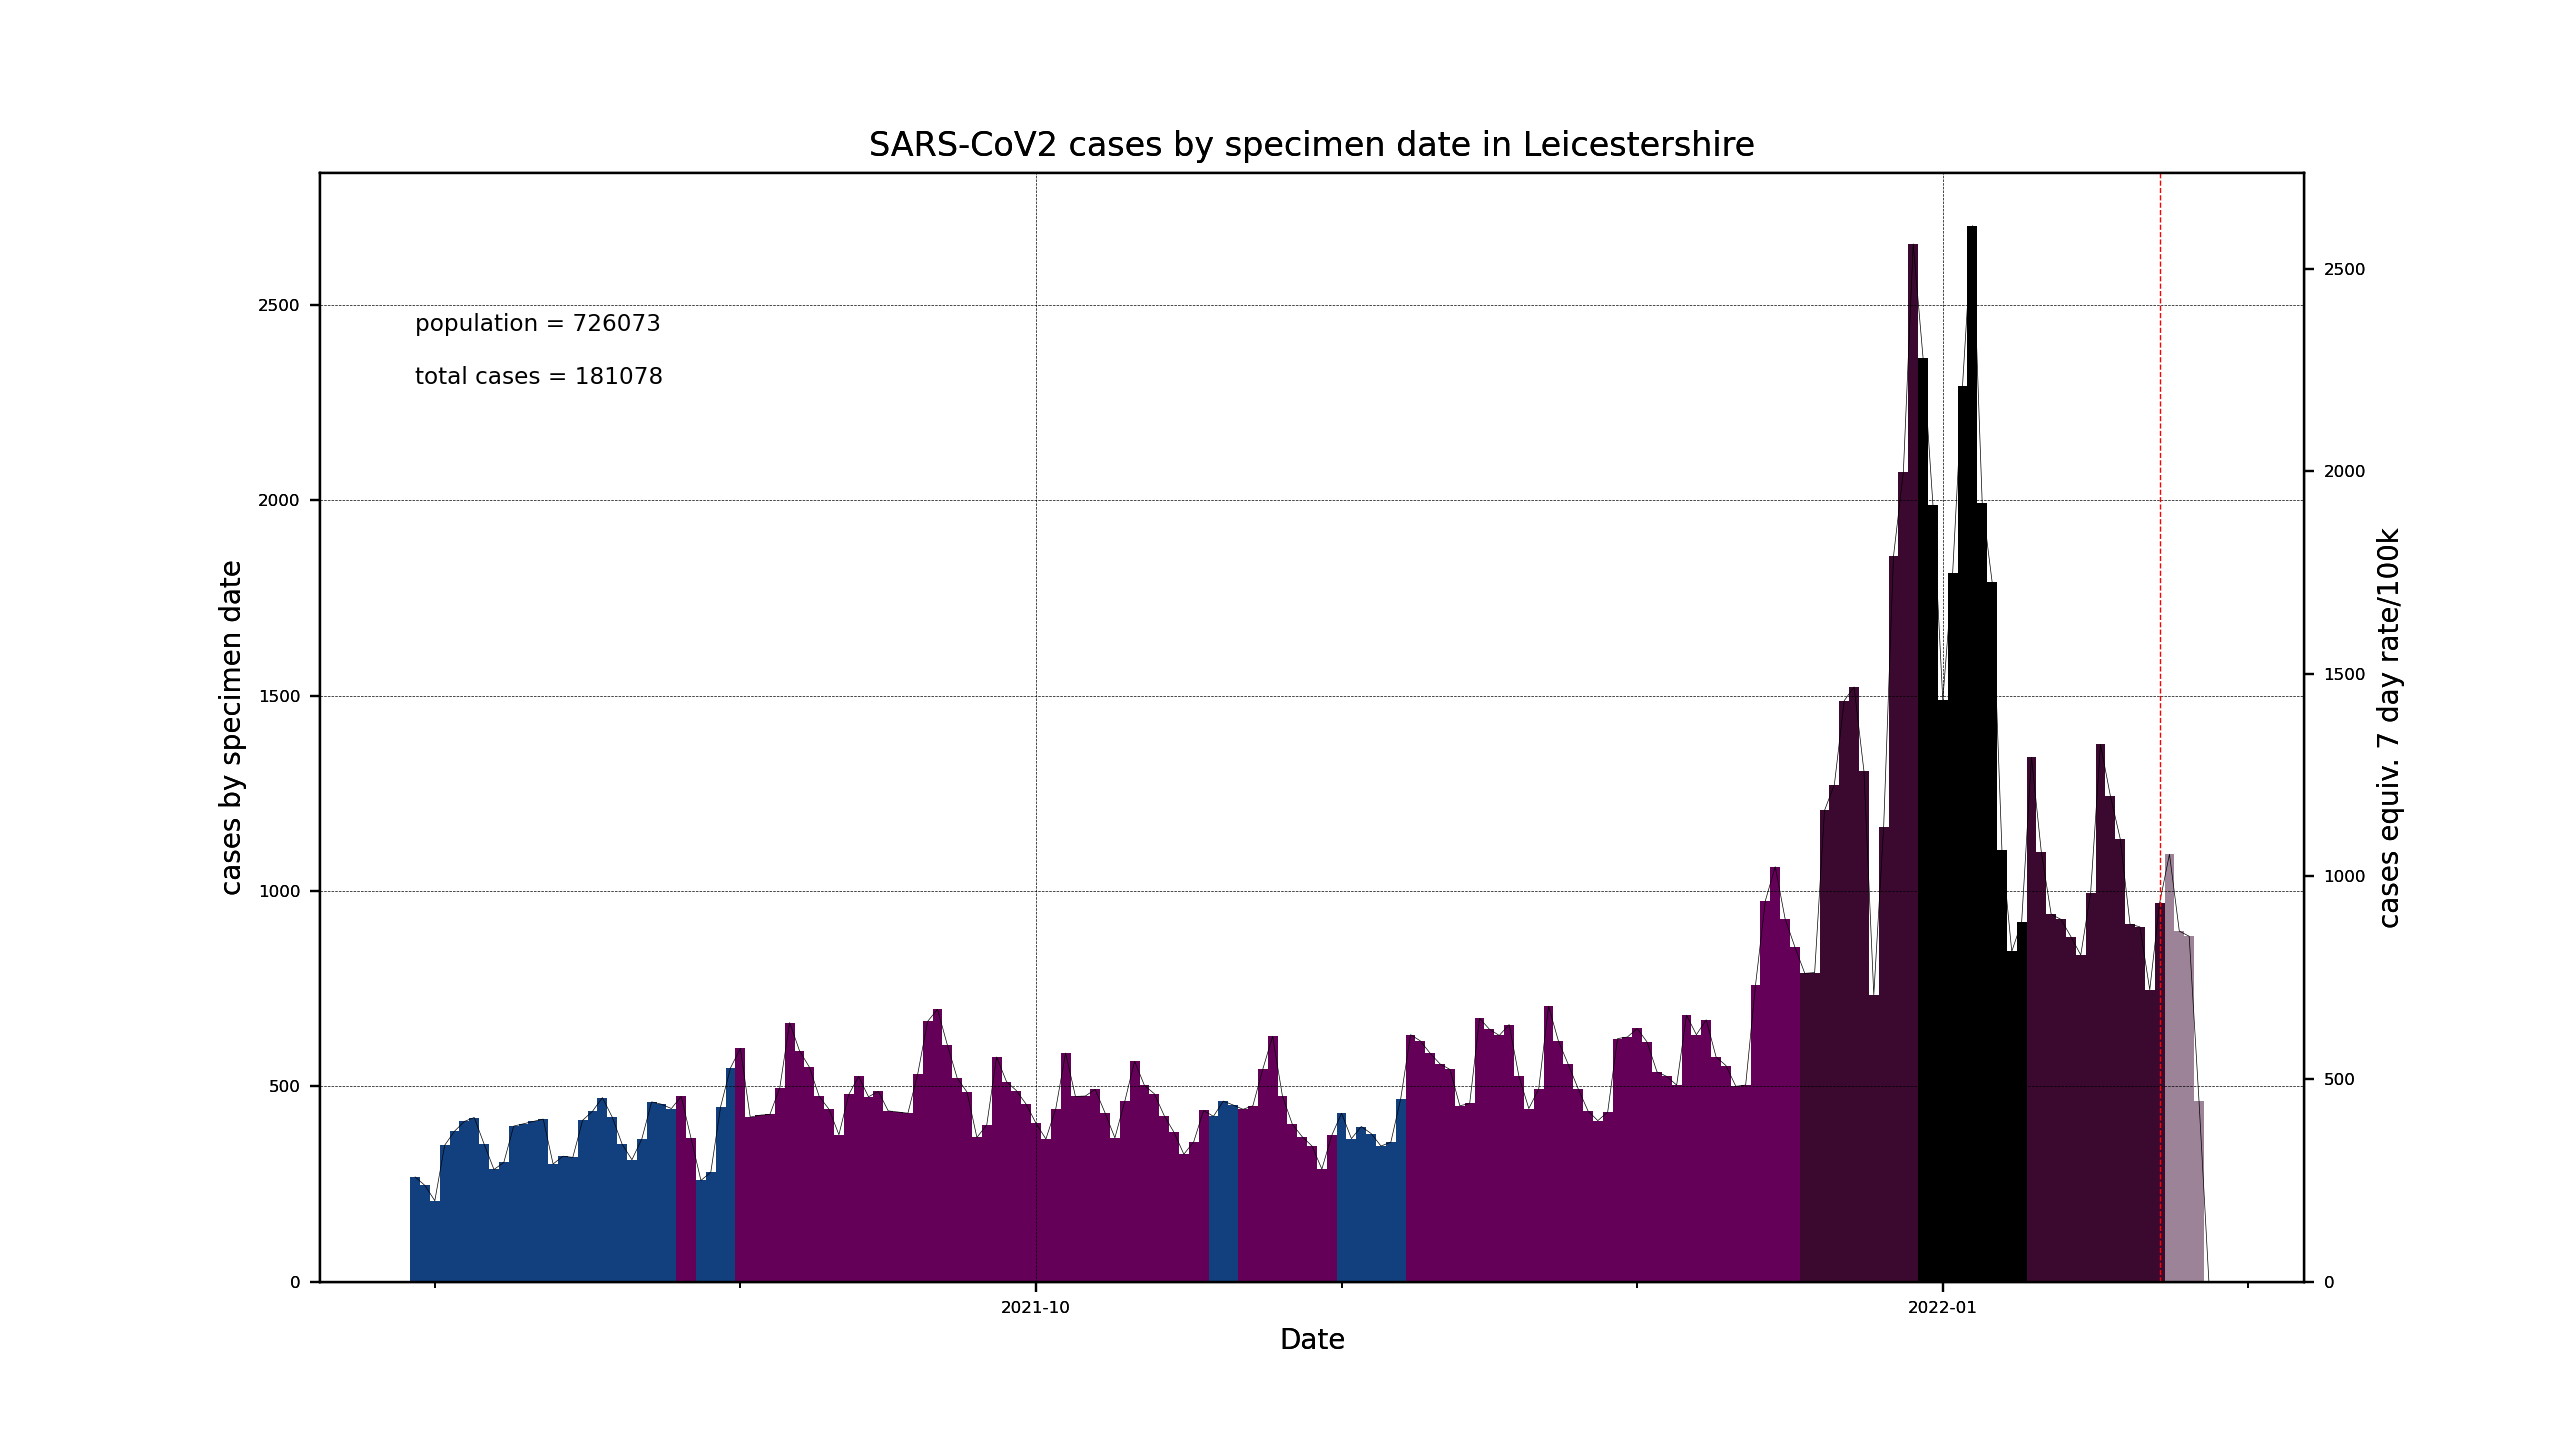 SARS-CoV2 cases by specimen date in Leicestershire
population = 726073
total cases = 181078
cases by specimen date
2500
2000
1500
1000
500
0
2500
2000
1500
1000
500
0
cases equiv. 7 day rate/100k
2021-10
2022-01
Date